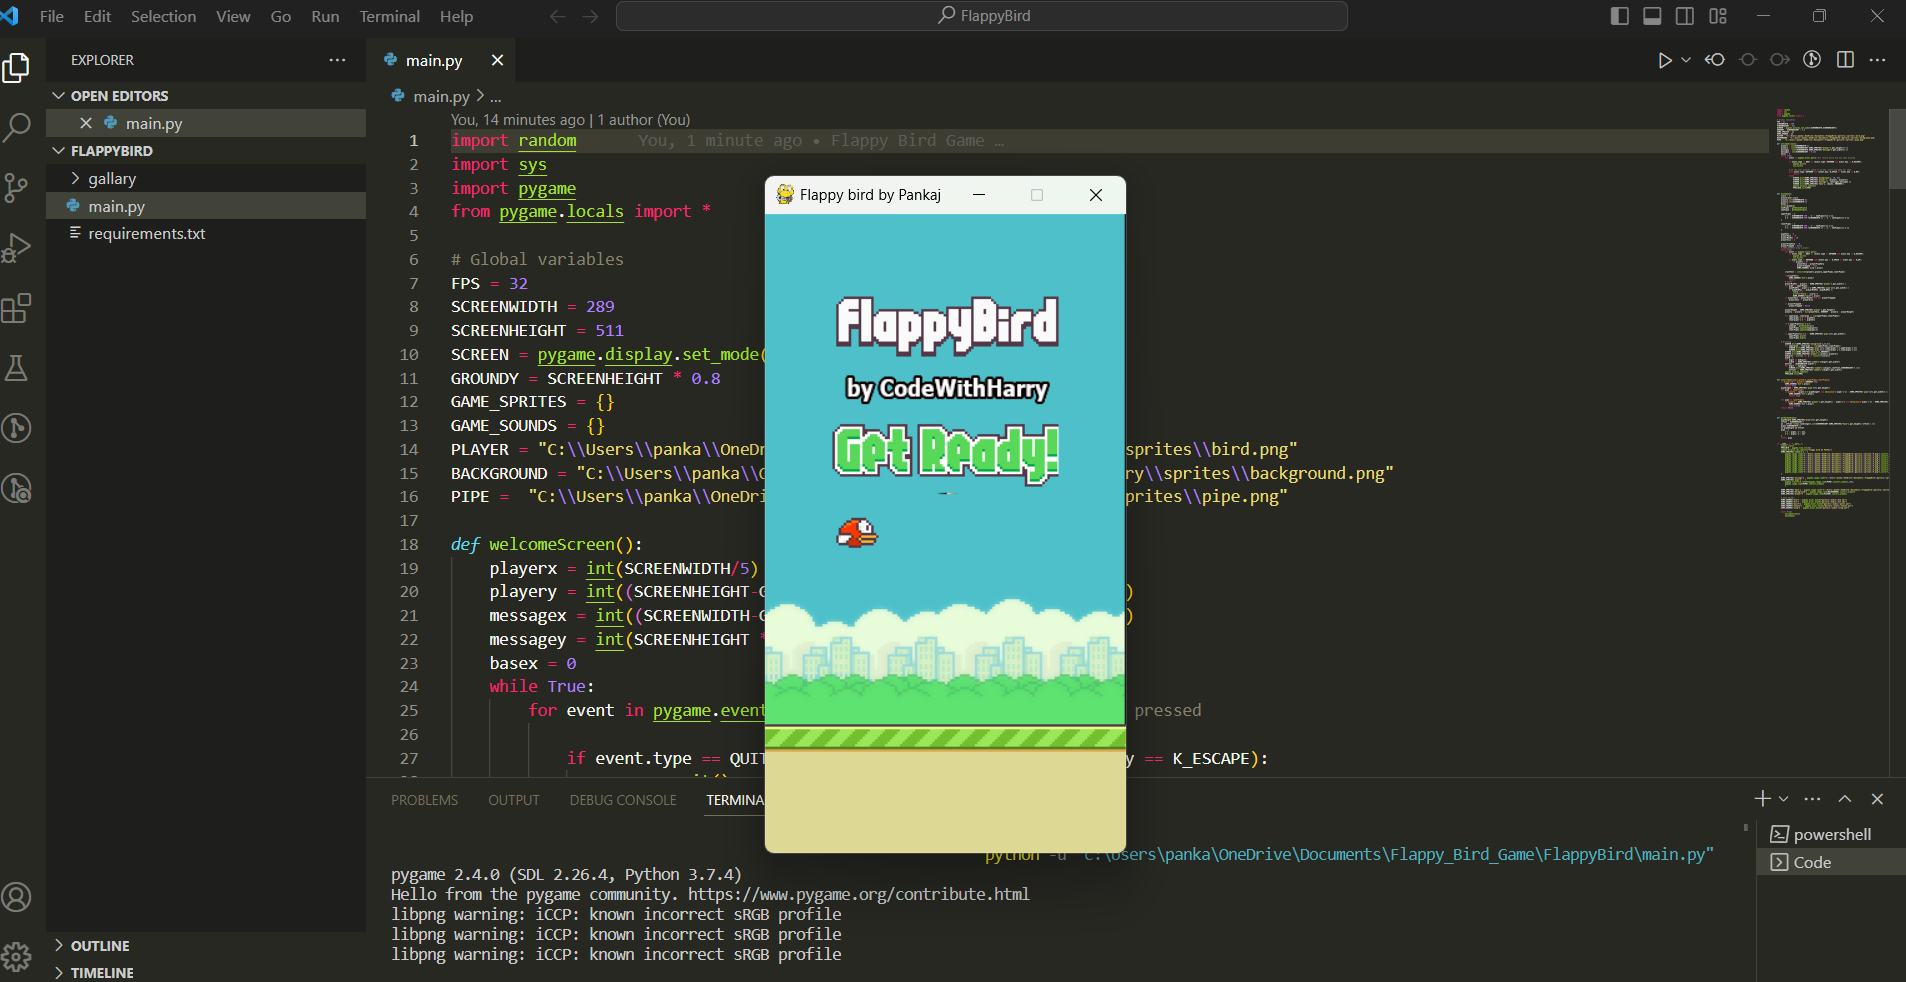 File Edit Selection View Go Run Terminal Help
FlappyBird
EXPLORER
OPEN EDITORS
main.py
FLAPPYBIRD
gallary
main.py
requirements.txt
OUTLINE
TIMELINE
main.py
main.py > ...
You, 14 minutes ago | 1 author (You)
1 import random You, 1 minute ago • Flappy Bird Game …
2 import sys
3 import pygame
4 from pygame.locals import *
5
6 # Global variables
7 FPS = 32
8 SCREENWIDTH = 289
9 SCREENHEIGHT = 511
10 SCREEN = pygame.display.set_mode(
11 GROUNDY = SCREENHEIGHT * 0.8
12 GAME_SPRITES = {}
13 GAME_SOUNDS = {}
14 PLAYER = "C:\\Users\\panka\\OneDr sprites\\bird.png"
15 BACKGROUND = "C:\\Users\\panka\\O ry\\sprites\\background.png"
16 PIPE = "C:\\Users\\panka\\OneDri prites\\pipe.png"
17
18 def welcomeScreen():
19 playerx = int(SCREENWIDTH/5)
20 playery = int((SCREENHEIGHT-G )
21 messagex = int((SCREENWIDTH-G )
22 messagey = int(SCREENHEIGHT *
23 basex = 0
24 while True:
25 for event in pygame.event pressed
26
27 if event.type == QUIT y == K_ESCAPE):
Flappy bird by Pankaj
FlappyBird
by CodeWithHarry
Get Ready!
PROBLEMS OUTPUT DEBUG CONSOLE TERMINA
python -u "c:\Users\panka\OneDrive\Documents\Flappy_Bird_Game\FlappyBird\main.py"
pygame 2.4.0 (SDL 2.26.4, Python 3.7.4)
Hello from the pygame community. https://www.pygame.org/contribute.html
libpng warning: iCCP: known incorrect sRGB profile
libpng warning: iCCP: known incorrect sRGB profile
libpng warning: iCCP: known incorrect sRGB profile
powershell
Code